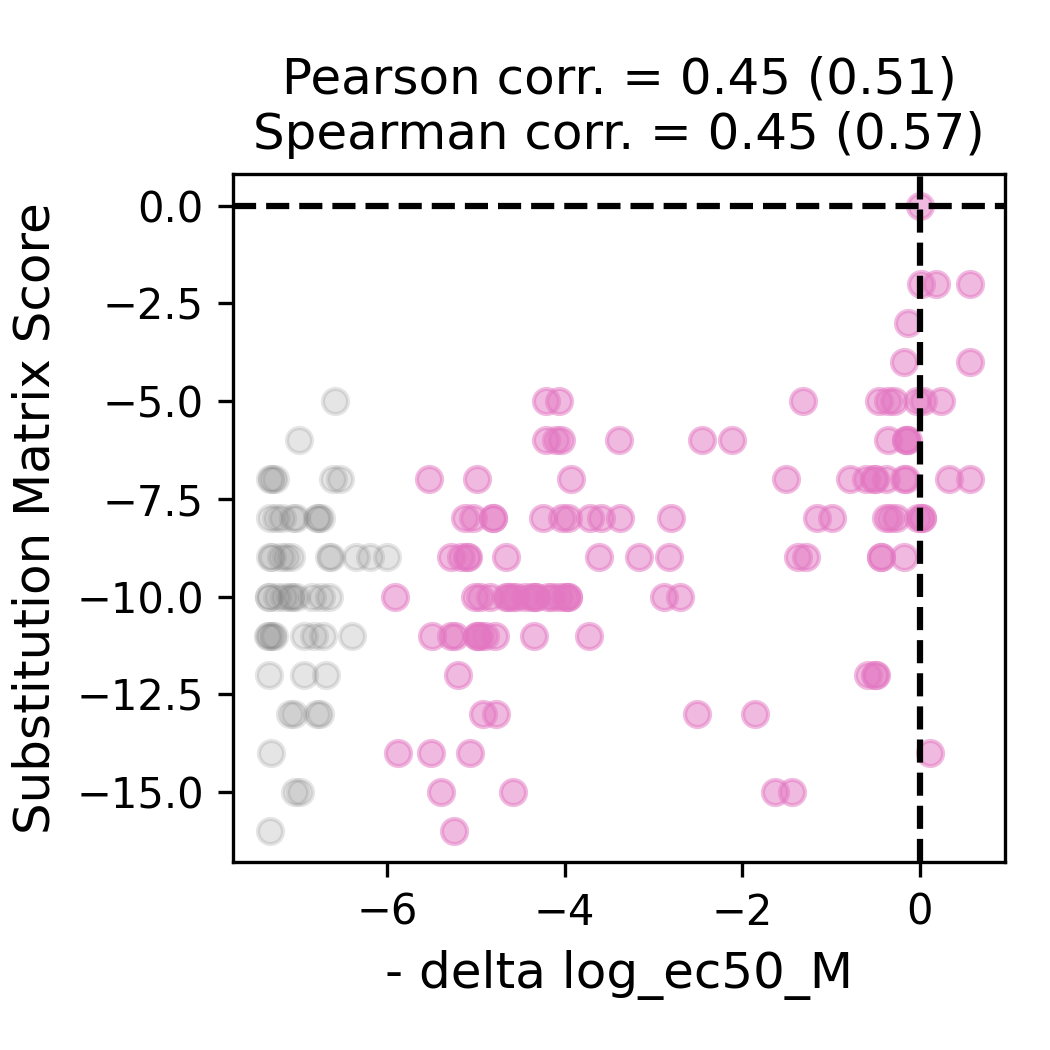 Pearson corr. = 0.45 (0.51)
Spearman corr. = 0.45 (0.57)
Substitution Matrix Score
0.0
−2.5
−5.0
−7.5
−10.0
−12.5
−15.0
−6
−4
−2
0
- delta log_ec50_M